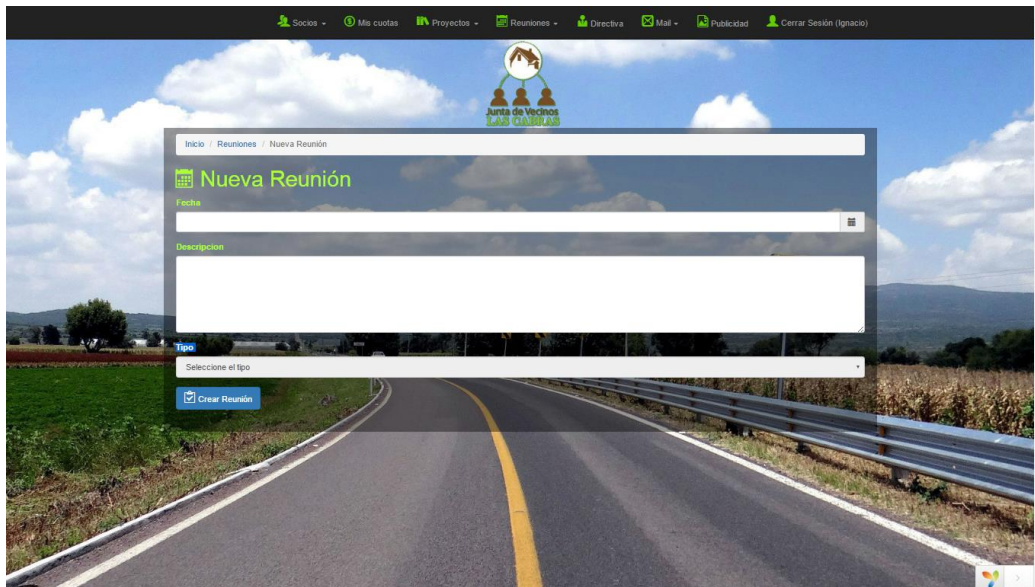 Socios
Mis cuotas
Proyectos
Reuniones
Directiva
Mail
Publicidad
Cerrar Sesión (Ignacio)
Junta de Vecinos
LAS CABRAS
Inicio / Reuniones / Nueva Reunión
Nueva Reunión
Fecha
Descripcion
Tipo
Seleccione el tipo
Crear Reunión